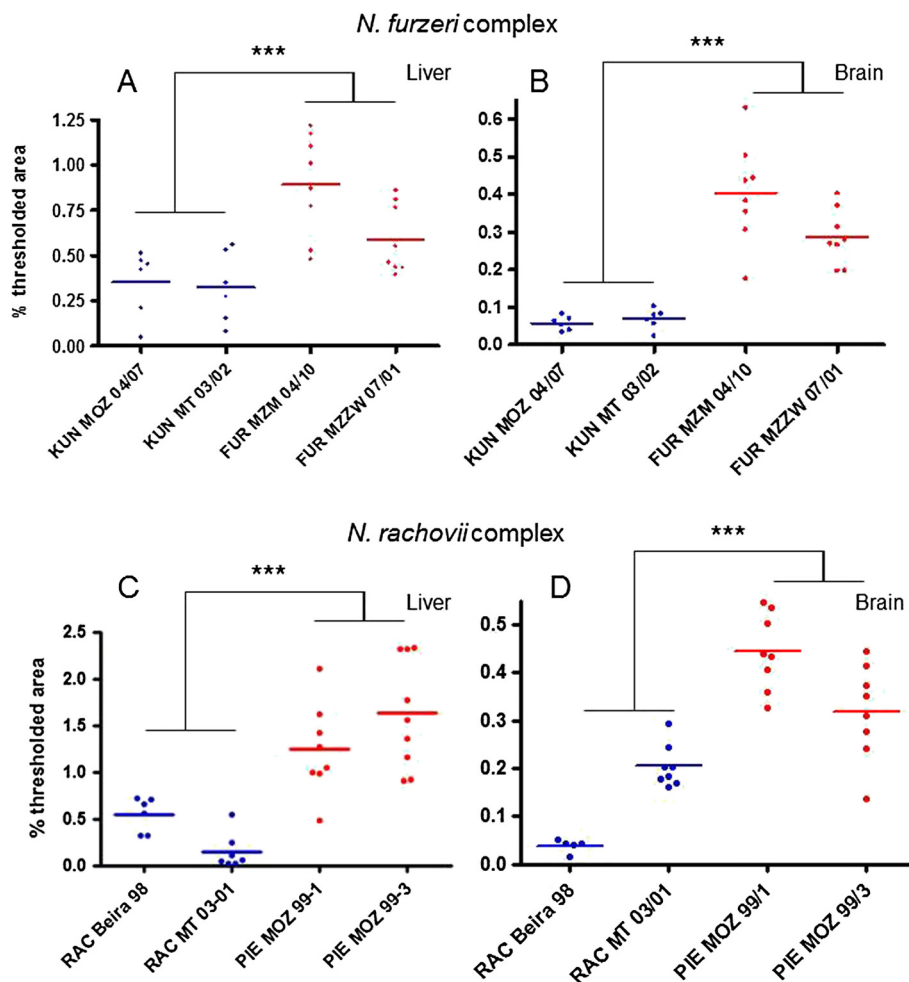 N. furzeri complex
A
***
Liver
% thresholded area
1.25
1.00
0.75
0.50
0.25
0.00
KUN MOZ 04/07
KUN MT 03/02
FUR MZM 04/10
FUR MZZW 07/01
B
***
Brain
0.6
0.5
0.4
0.3
0.2
0.1
0.0
KUN MOZ 04/07
KUN MT 03/02
FUR MZM 04/10
FUR MZZW 07/01
N. rachovii complex
C
***
Liver
% thresholded area
2.5
2.0
1.5
1.0
0.5
0.0
RAC Beira 98
RAC MT 03-01
PIE MOZ 99-1
PIE MOZ 99-3
D
***
Brain
0.5
0.4
0.3
0.2
0.1
0.0
RAC Beira 98
RAC MT 03/01
PIE MOZ 99/1
PIE MOZ 99/3